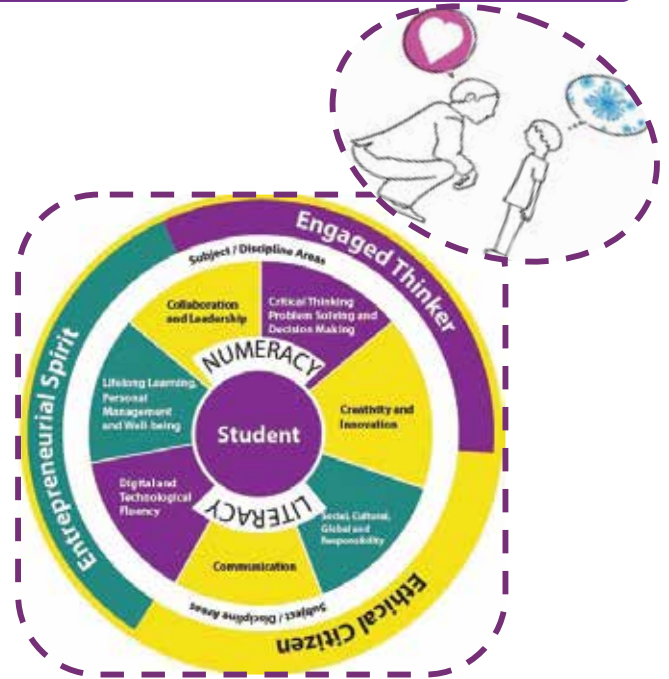 Engaged Thinker
Subject / Discipline Areas
Collaboration
and Leadership
Critical Thinking
Problem Solving and
Decision Making
NUMERACY
Entrepreneurial Spirit
Lifelong Learning,
Personal
Management
and Well-being
Student
Creativity and
Innovation
Digital and
Technological
Fluency
LITERACY
Social, Cultural,
Global and
Responsibility
Communication
Subject / Discipline Areas
Ethical Citizen